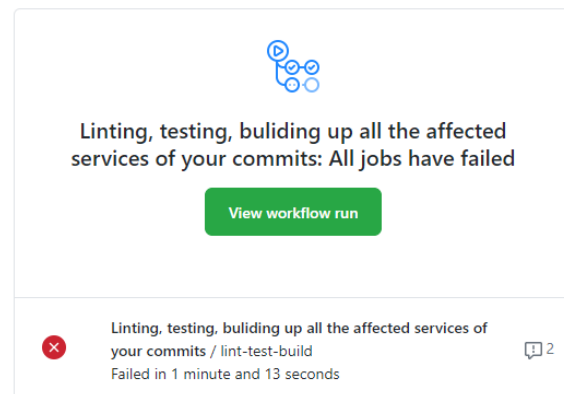 Linting, testing, buliding up all the affected
services of your commits: All jobs have failed
View workflow run
Linting, testing, buliding up all the affected services of
your commits / lint-test-build
2
Failed in 1 minute and 13 seconds